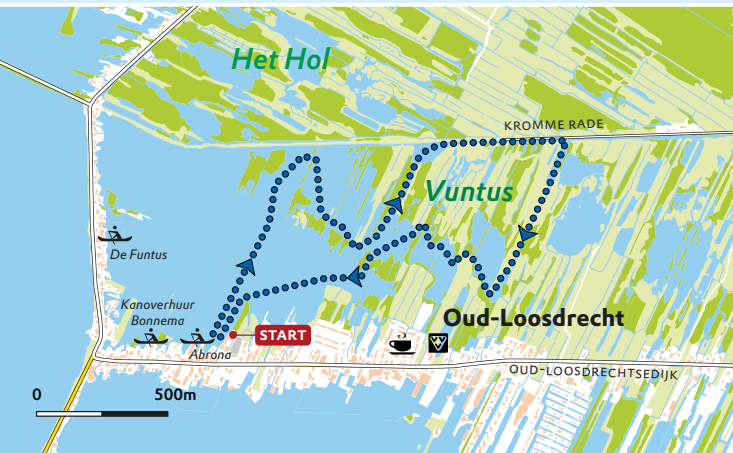 Het Hol
KROMME RADE
Vuntus
De Funtus
Kanoverhuur
Bonnema
Oud-Loosdrecht
START
Abrona
OUD-LOOSDRECHTSEDIJK
0 500m